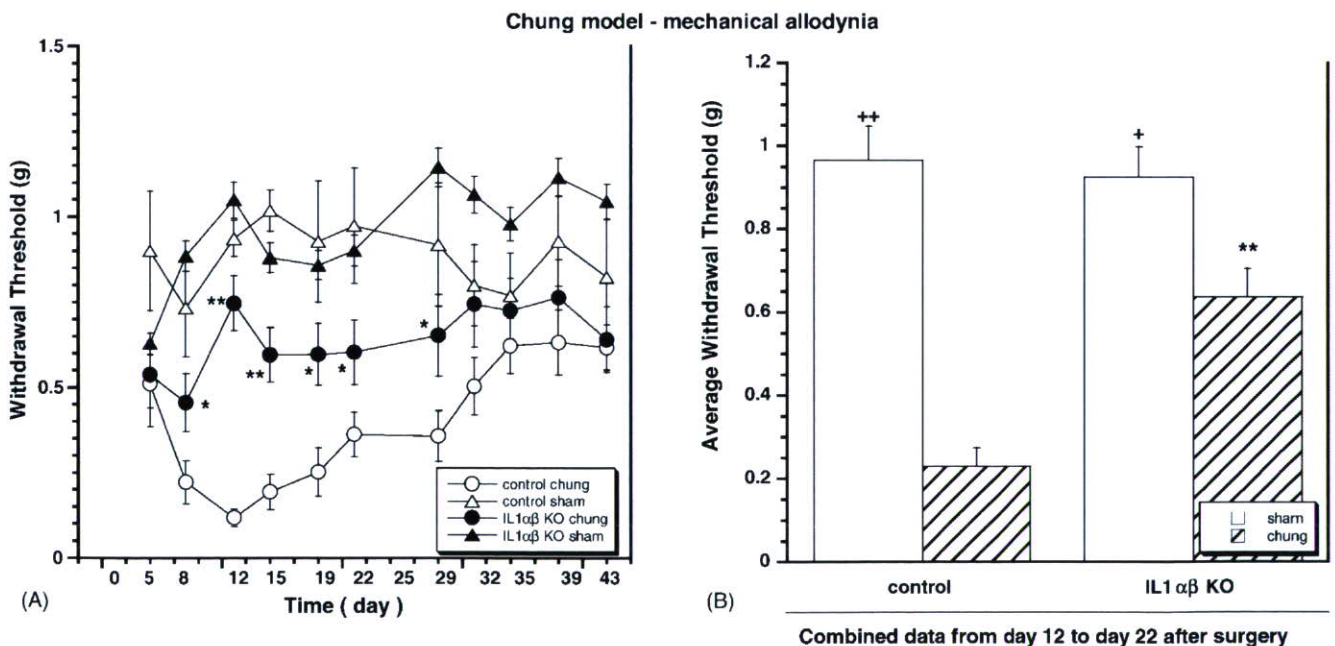 Chung model - mechanical allodynia
Withdrawal Threshold (g)
1.5
1
0.5
0
**
*
**
*
*
*
control chung
control sham
IL1αβ KO chung
IL1αβ KO sham
0 5 8 12 15 19 22 25 29 32 35 39 43
(A)
Time ( day )
Average Withdrawal Threshold (g)
1.2
1
0.8
0.6
0.4
0.2
0
++
+
**
sham
chung
control IL1 αβ KO
(B)
Combined data from day 12 to day 22 after surgery